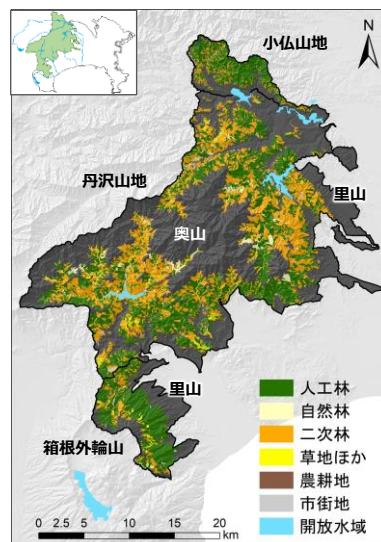 小仏山地
N
丹沢山地
里山
奥山
里山
箱根外輪山
人工林
自然林
二次林
草地ほか
農耕地
市街地
開放水域
0 2.5 5 10 15 20
km